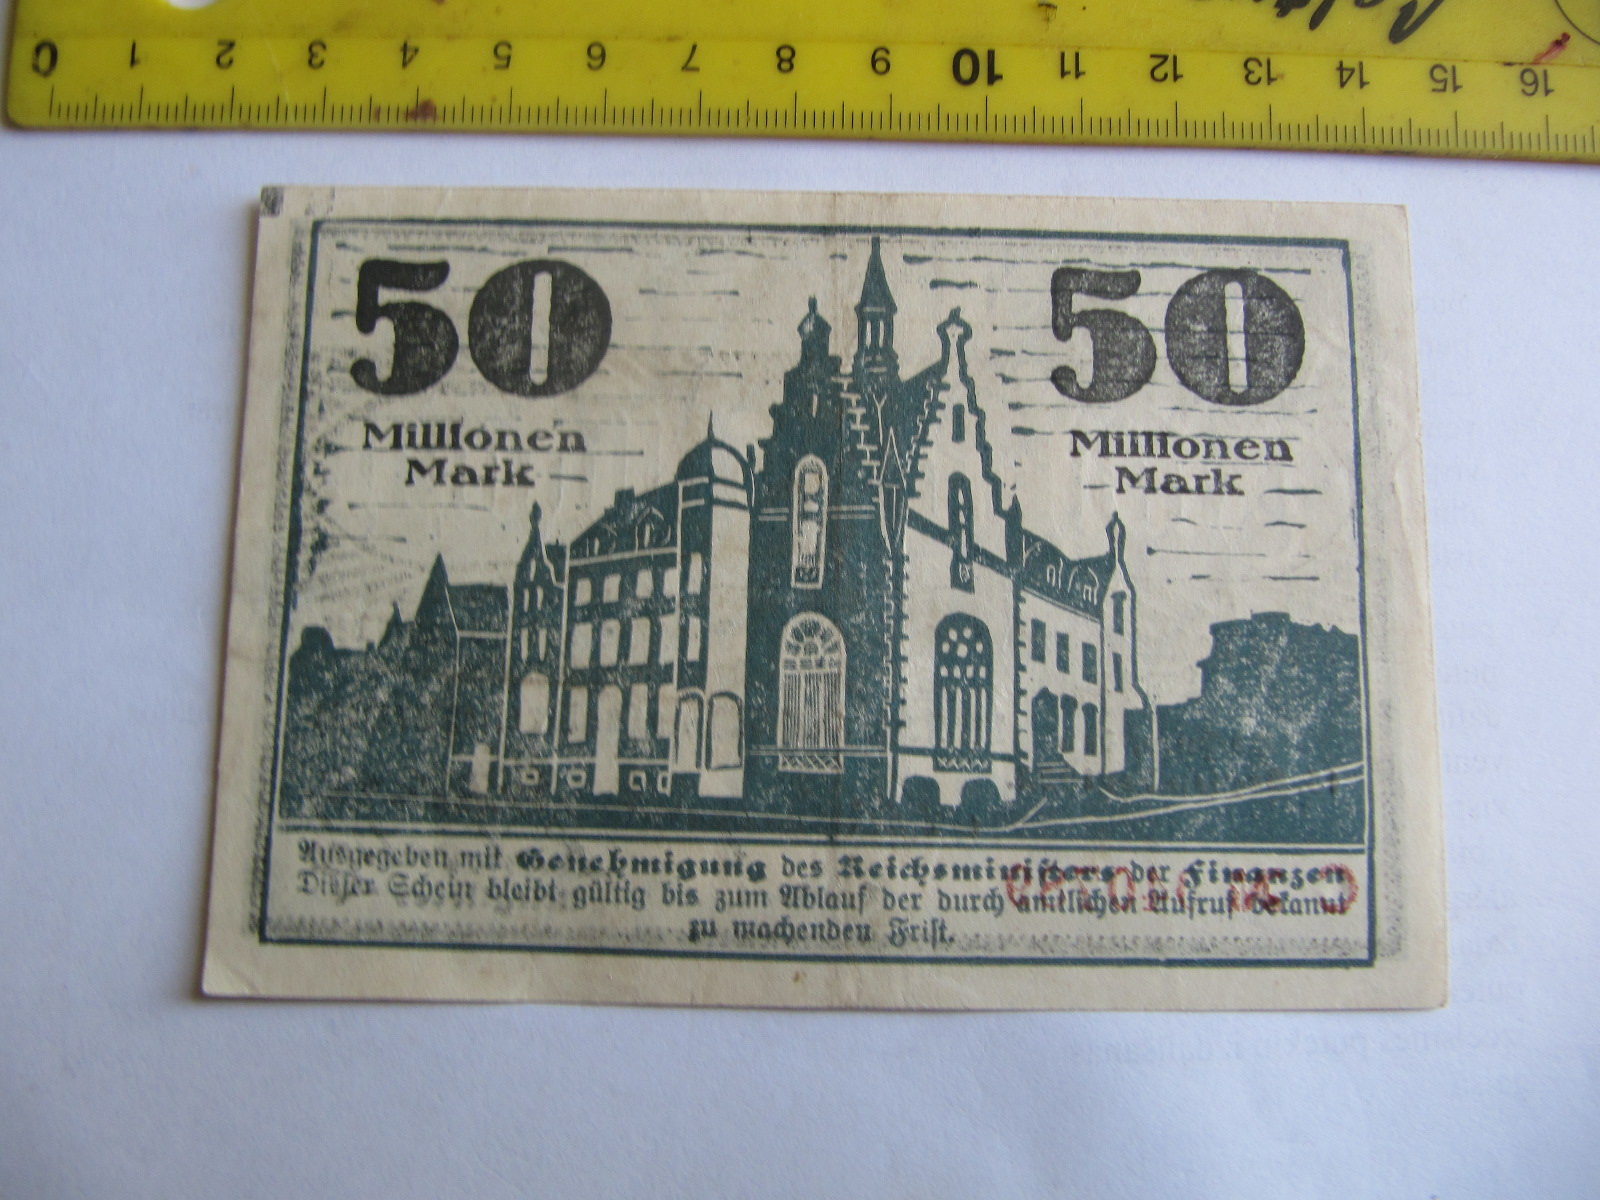 0 1 2 3 4 5 6 7 8 9 10 11 12 13 14 15 16
50 50
Millionen Millionen
Mark Mark
Ausgegeben mit Genehmigung des Reichsministers der Finanzen
Dieser Schein bleibt gültig bis zum Ablauf der durch amtlichen Aufruf bekannt
zu machenden Frist.